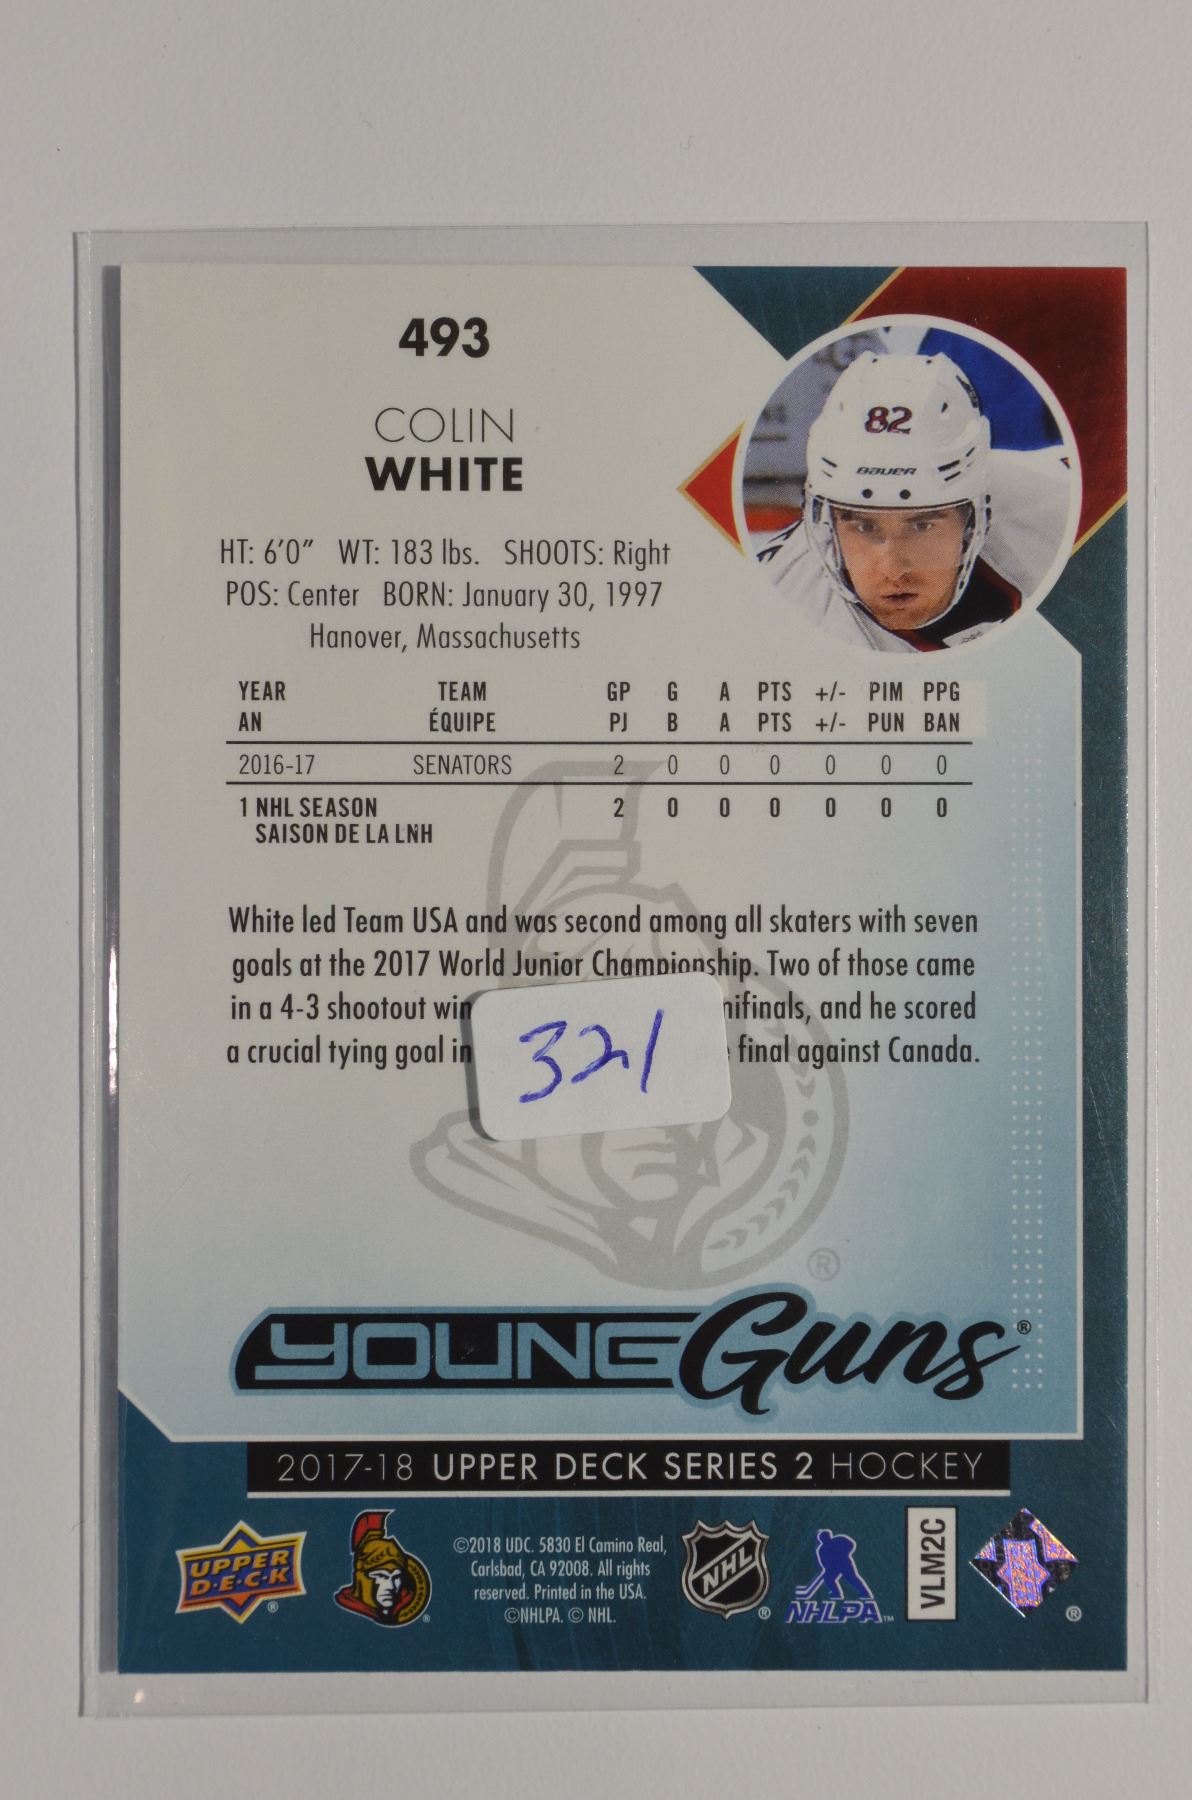 493
COLIN
WHITE
82
BAUER
HT: 6'0" WT: 183 lbs. SHOOTS: Right
POS: Center BORN: January 30, 1997
Hanover, Massachusetts
YEAR TEAM GP G A PTS +/- PIM PPG
AN ÉQUIPE PJ B A PTS +/- PUN BAN
2016-17 SENATORS 2 0 0 0 0 0 0
1 NHL SEASON 2 0 0 0 0 0 0
SAISON DE LA LNH
White led Team USA and was second among all skaters with seven
goals at the 2017 World Junior Championship. Two of those came
in a 4-3 shootout win nifinals, and he scored
a crucial tying goal in final against Canada.
321
®
YOUNG Guns®
2017-18 UPPER DECK SERIES 2 HOCKEY
UPPER
D·E·C·K
®
®
©2018 UDC. 5830 El Camino Real,
Carlsbad, CA 92008. All rights
reserved. Printed in the USA.
©NHLPA. © NHL.
NHL
®
NHLPA™
VLM2C
®